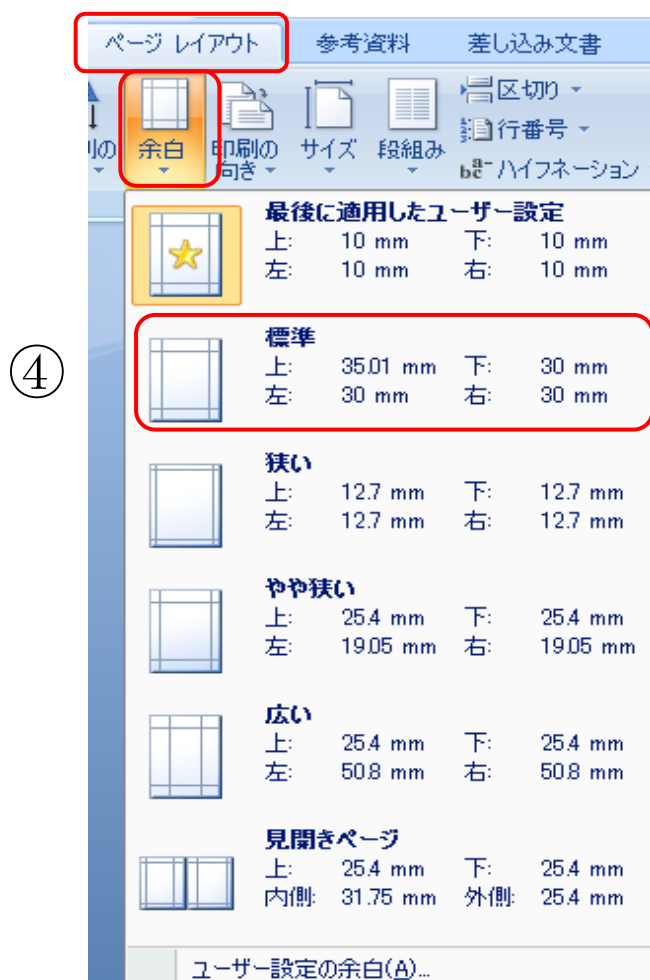 ページ レイアウト 参考資料 差し込み文書
余白
印刷の
向き
サイズ
段組み
区切り
行番号
ハイフネーション
最後に適用したユーザー設定
上: 10 mm 下: 10 mm
左: 10 mm 右: 10 mm
④
標準
上: 35.01 mm 下: 30 mm
左: 30 mm 右: 30 mm
狭い
上: 12.7 mm 下: 12.7 mm
左: 12.7 mm 右: 12.7 mm
やや狭い
上: 25.4 mm 下: 25.4 mm
左: 19.05 mm 右: 19.05 mm
広い
上: 25.4 mm 下: 25.4 mm
左: 50.8 mm 右: 50.8 mm
見開きページ
上: 25.4 mm 下: 25.4 mm
内側: 31.75 mm 外側: 25.4 mm
ユーザー設定の余白(A)...